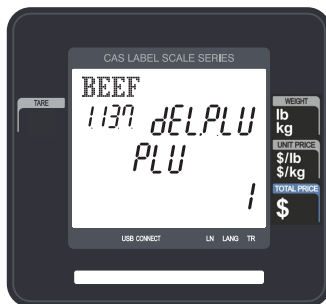 CAS LABEL SCALE SERIES
BEEF
TARE
1137 dEL.PLU
PLU
1
WEIGHT
lb
kg
UNIT PRICE
$/lb
$/kg
TOTAL PRICE
$
USB CONNECT LN LANG TR